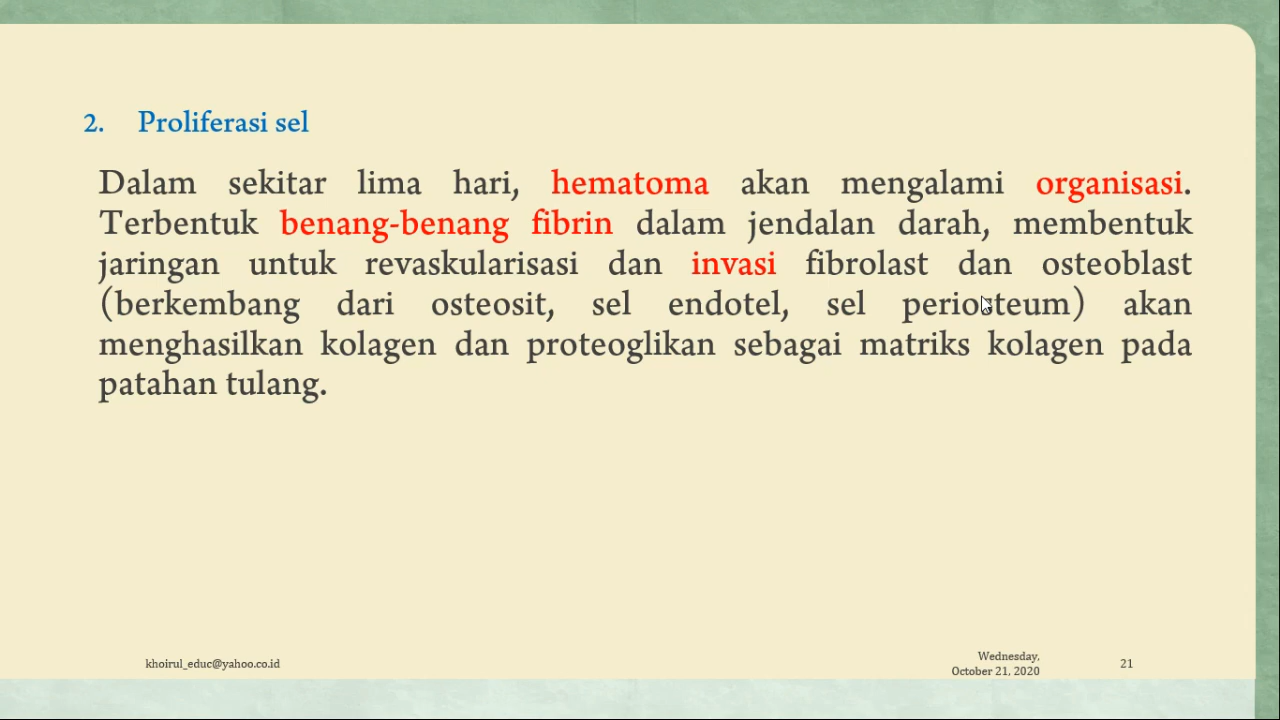 2. Proliferasi sel
Dalam sekitar lima hari, hematoma akan mengalami organisasi.
Terbentuk benang-benang fibrin dalam jendalan darah, membentuk
jaringan untuk revaskularisasi dan invasi fibrolast dan osteoblast
(berkembang dari osteosit, sel endotel, sel periosteum) akan
menghasilkan kolagen dan proteoglikan sebagai matriks kolagen pada
patahan tulang.
khoirul_educ@yahoo.co.id
Wednesday,
October 21, 2020
21